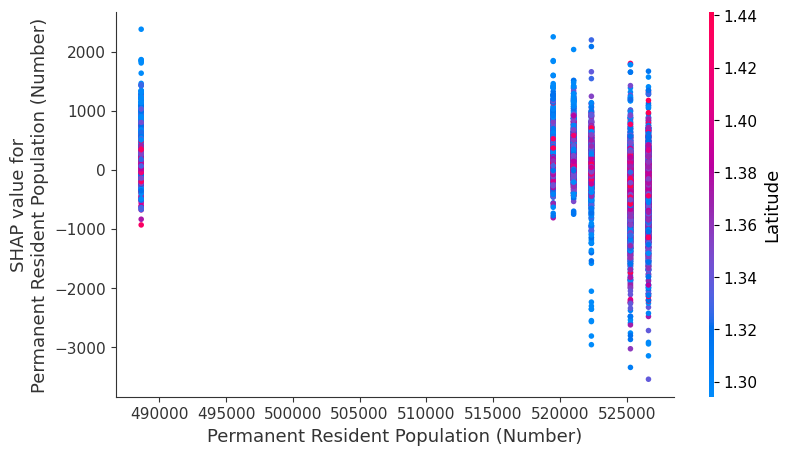 SHAP value for
Permanent Resident Population (Number)
2000
1000
0
−1000
−2000
−3000
490000 495000 500000 505000 510000 515000 520000 525000
Permanent Resident Population (Number)
1.44
1.42
1.40
1.38
1.36
1.34
1.32
1.30
Latitude